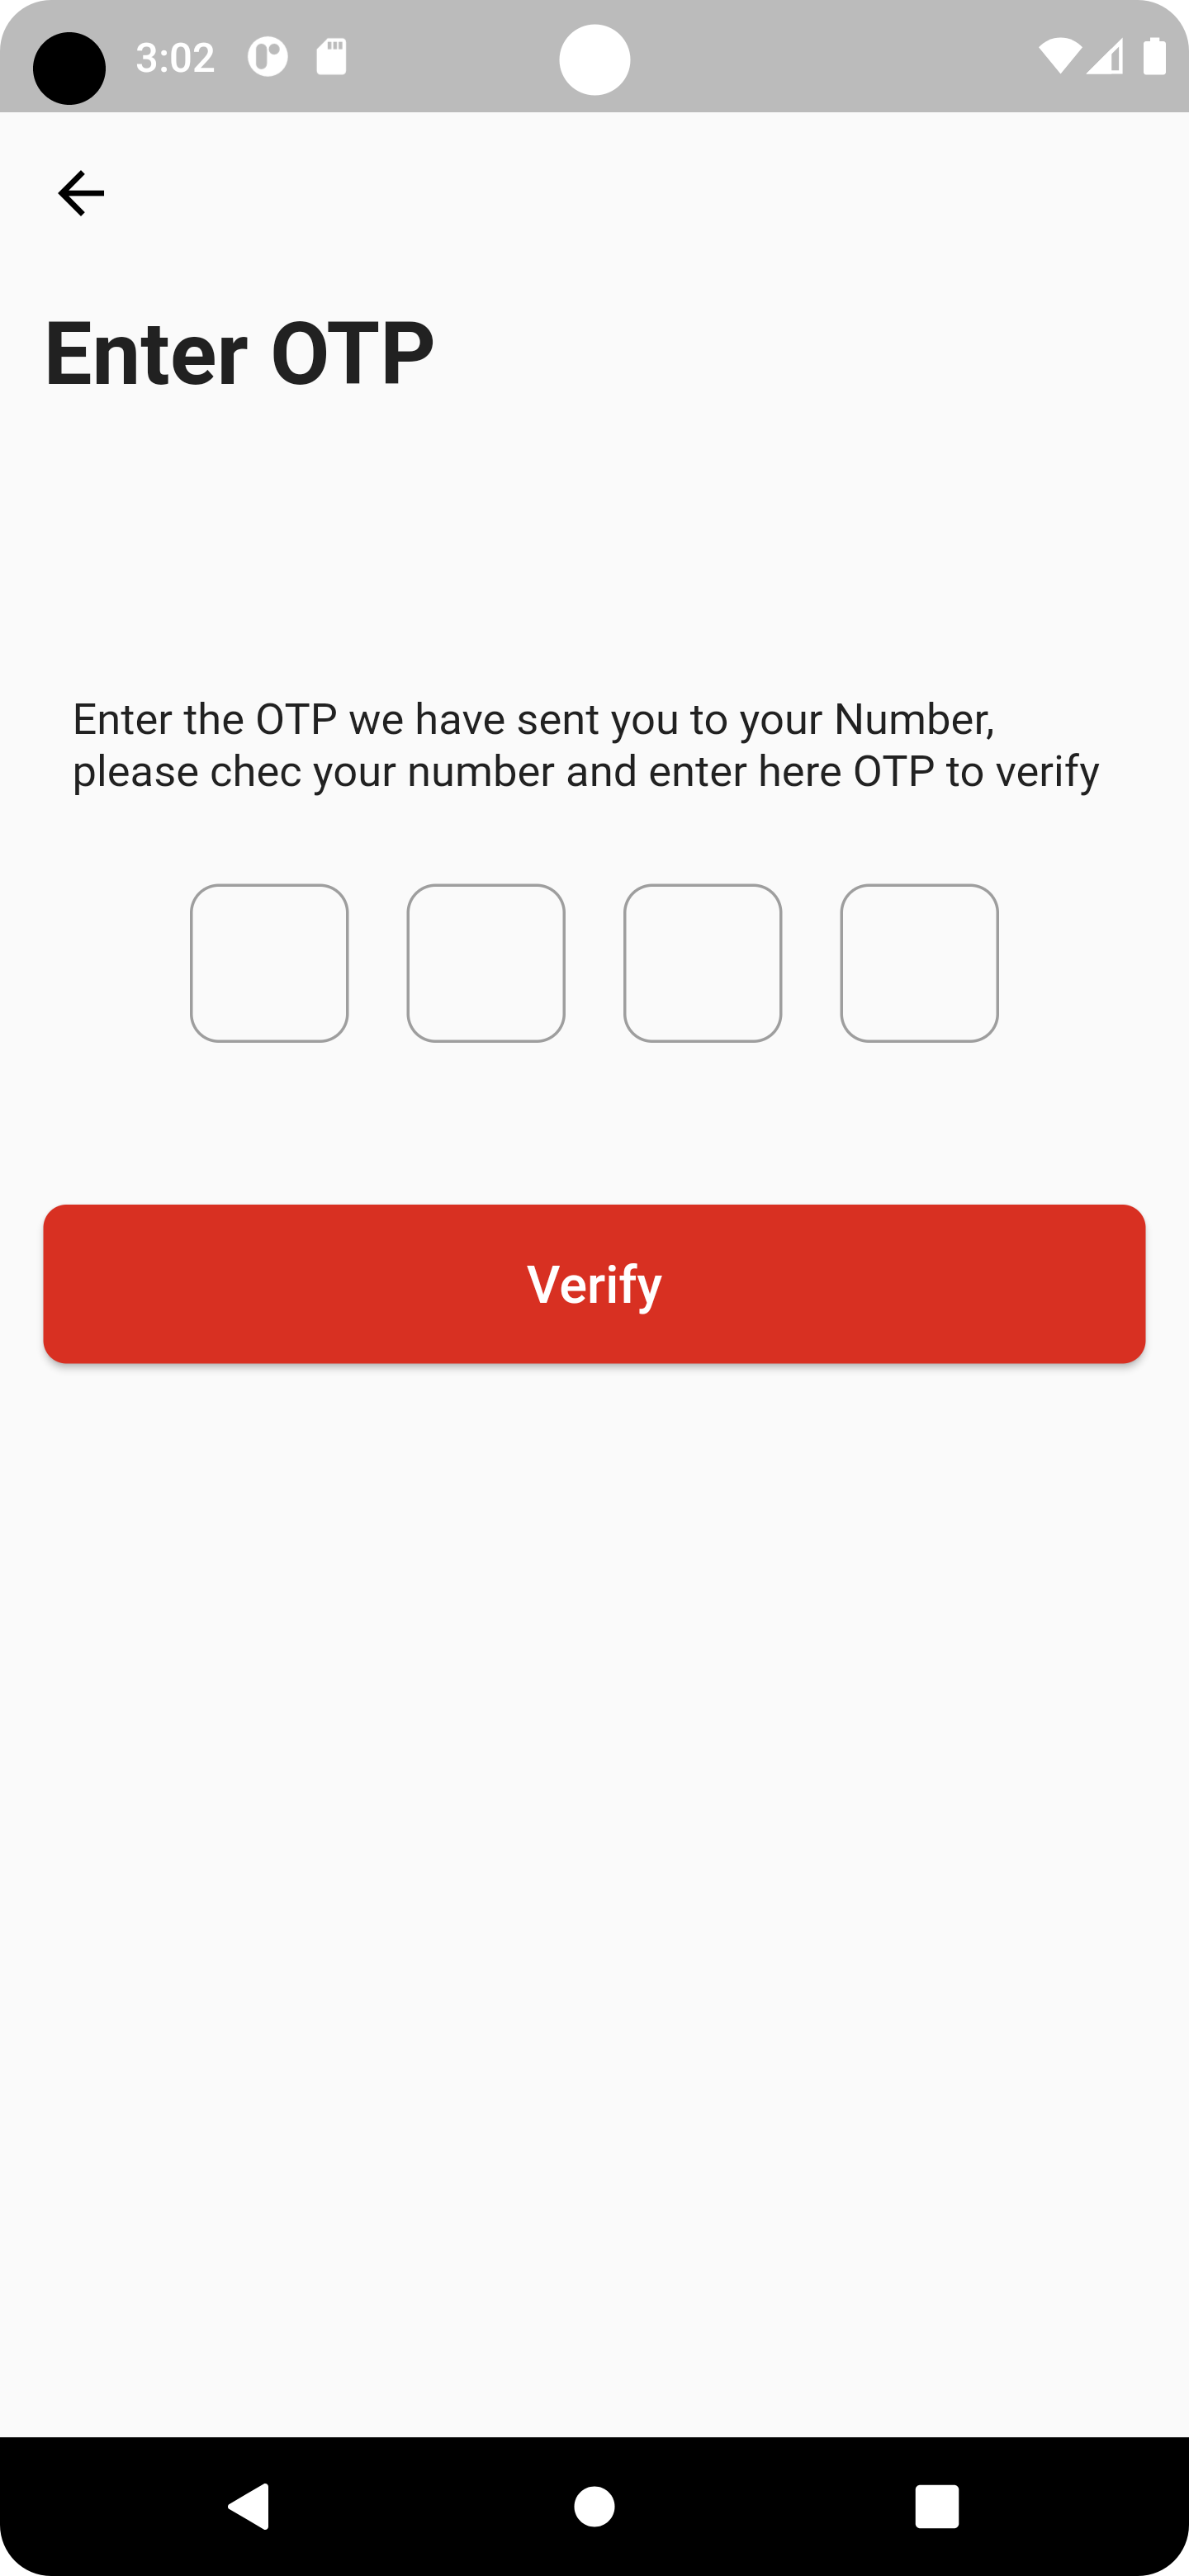 3:02
Enter OTP
Enter the OTP we have sent you to your Number,
please chec your number and enter here OTP to verify
Verify